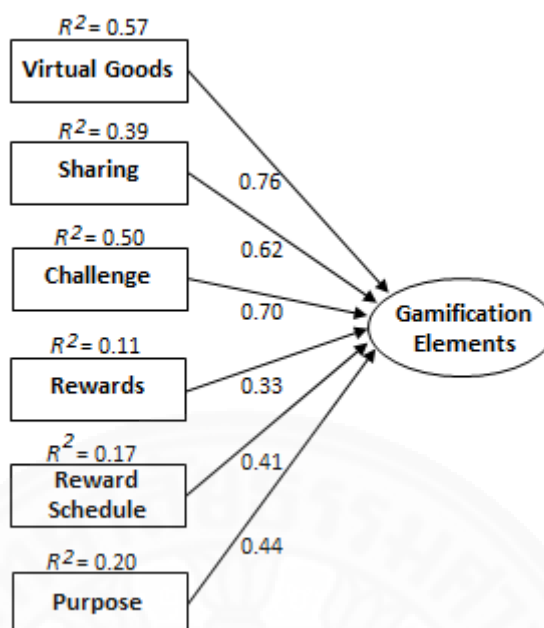 R² = 0.57
Virtual Goods
R² = 0.39
Sharing
0.76
R² = 0.50
0.62
Challenge
Gamification
Elements
0.70
R² = 0.11
Rewards
0.33
R² = 0.17
0.41
Reward
Schedule
R² = 0.20
0.44
Purpose